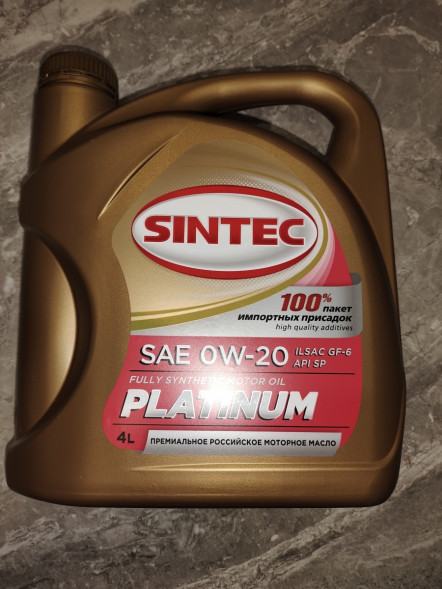 SINTEC
100% пакет
импортных присадок
high quality additives
SAE 0W-20
ILSAC GF-6
API SP
FULLY SYNTHETIC MOTOR OIL
PLATINUM
4L
ПРЕМИАЛЬНОЕ РОССИЙСКОЕ МОТОРНОЕ МАСЛО